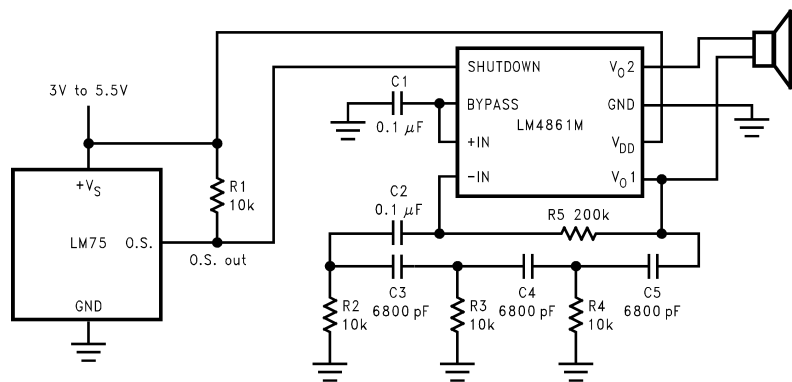 3V to 5.5V
+VS
LM75
O.S.
GND
R1
10k
O.S. out
C1
0.1 μF
SHUTDOWN
BYPASS
+IN
-IN
LM4861M
VO2
GND
VDD
VO1
C2
0.1 μF
R5 200k
C3
6800 pF
C4
6800 pF
C5
6800 pF
R2
10k
R3
10k
R4
10k